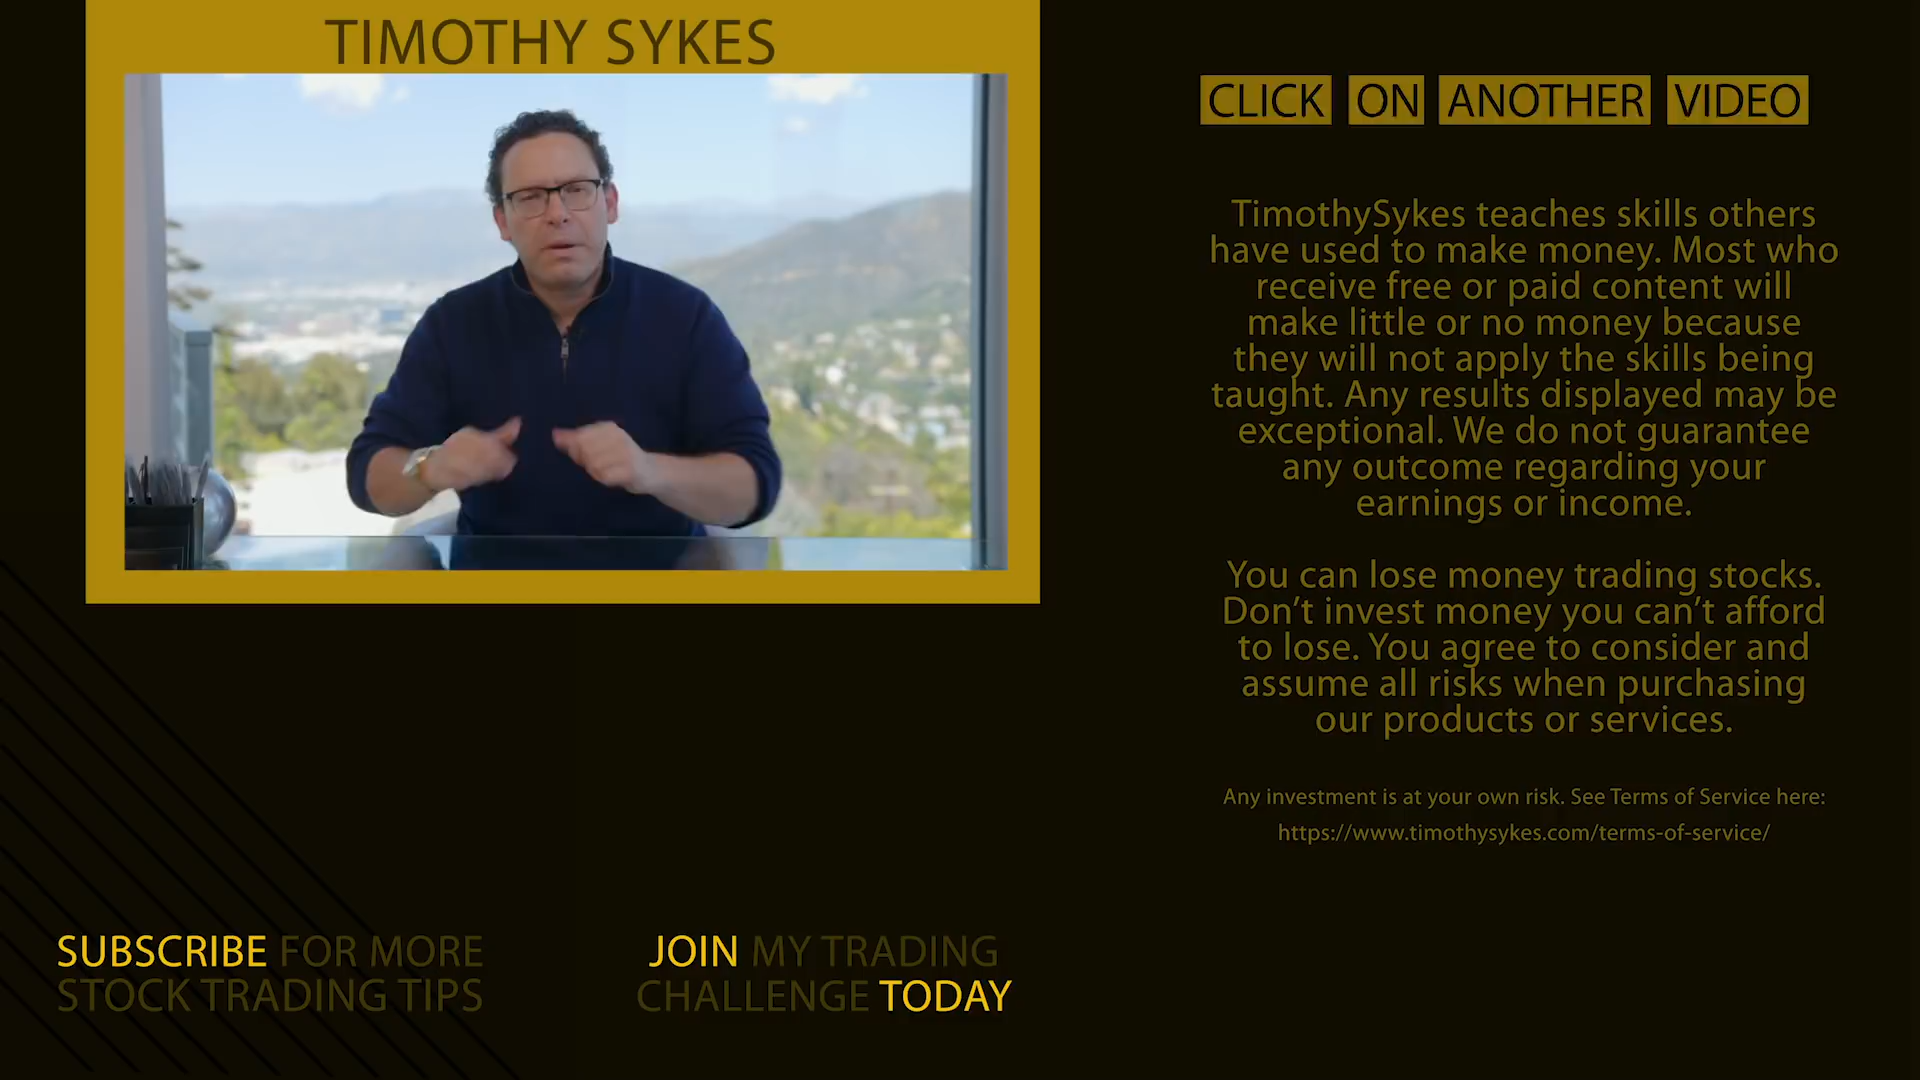 TIMOTHY SYKES
CLICK ON ANOTHER VIDEO
TimothySykes teaches skills others
have used to make money. Most who
receive free or paid content will
make little or no money because
they will not apply the skills being
taught. Any results displayed may be
exceptional. We do not guarantee
any outcome regarding your
earnings or income.
You can lose money trading stocks.
Don’t invest money you can’t afford
to lose. You agree to consider and
assume all risks when purchasing
our products or services.
Any investment is at your own risk. See Terms of Service here:
https://www.timothysykes.com/terms-of-service/
SUBSCRIBE FOR MORE
STOCK TRADING TIPS
JOIN MY TRADING
CHALLENGE TODAY